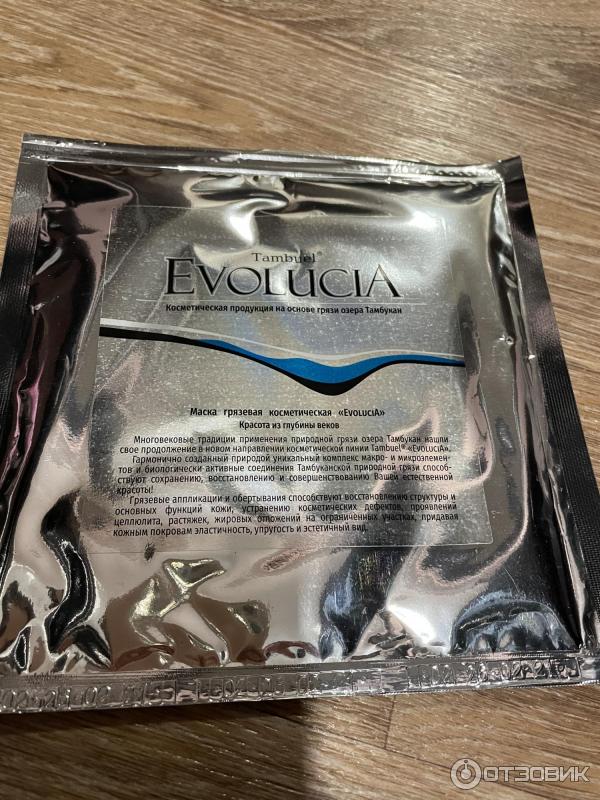 Tambuel®
EVOLUCIA
Косметическая продукция на основе грязи озера Тамбукан
Маска грязевая косметическая «EVOLUCIA»
Красота из глубины веков
Многовековые традиции применения природной грязи озера Тамбукан нашли
свое продолжение в новом направлении косметической линии Tambuel® «EVOLUCIA».
Гармонично созданный природой уникальный комплекс макро- и микроэлемен-
тов и биологически активные соединения Тамбуканской природной грязи способ-
ствуют сохранению, восстановлению и совершенствованию Вашей естественной
красоты!
Грязевые аппликации и обертывания способствуют восстановлению структуры и
основных функций кожи, устранению косметических дефектов, проявлений
целлюлита, растяжек, жировых отложений на ограниченных участках, придавая
кожным покровам эластичность, упругость и эстетичный вид.
ОТЗОВИК